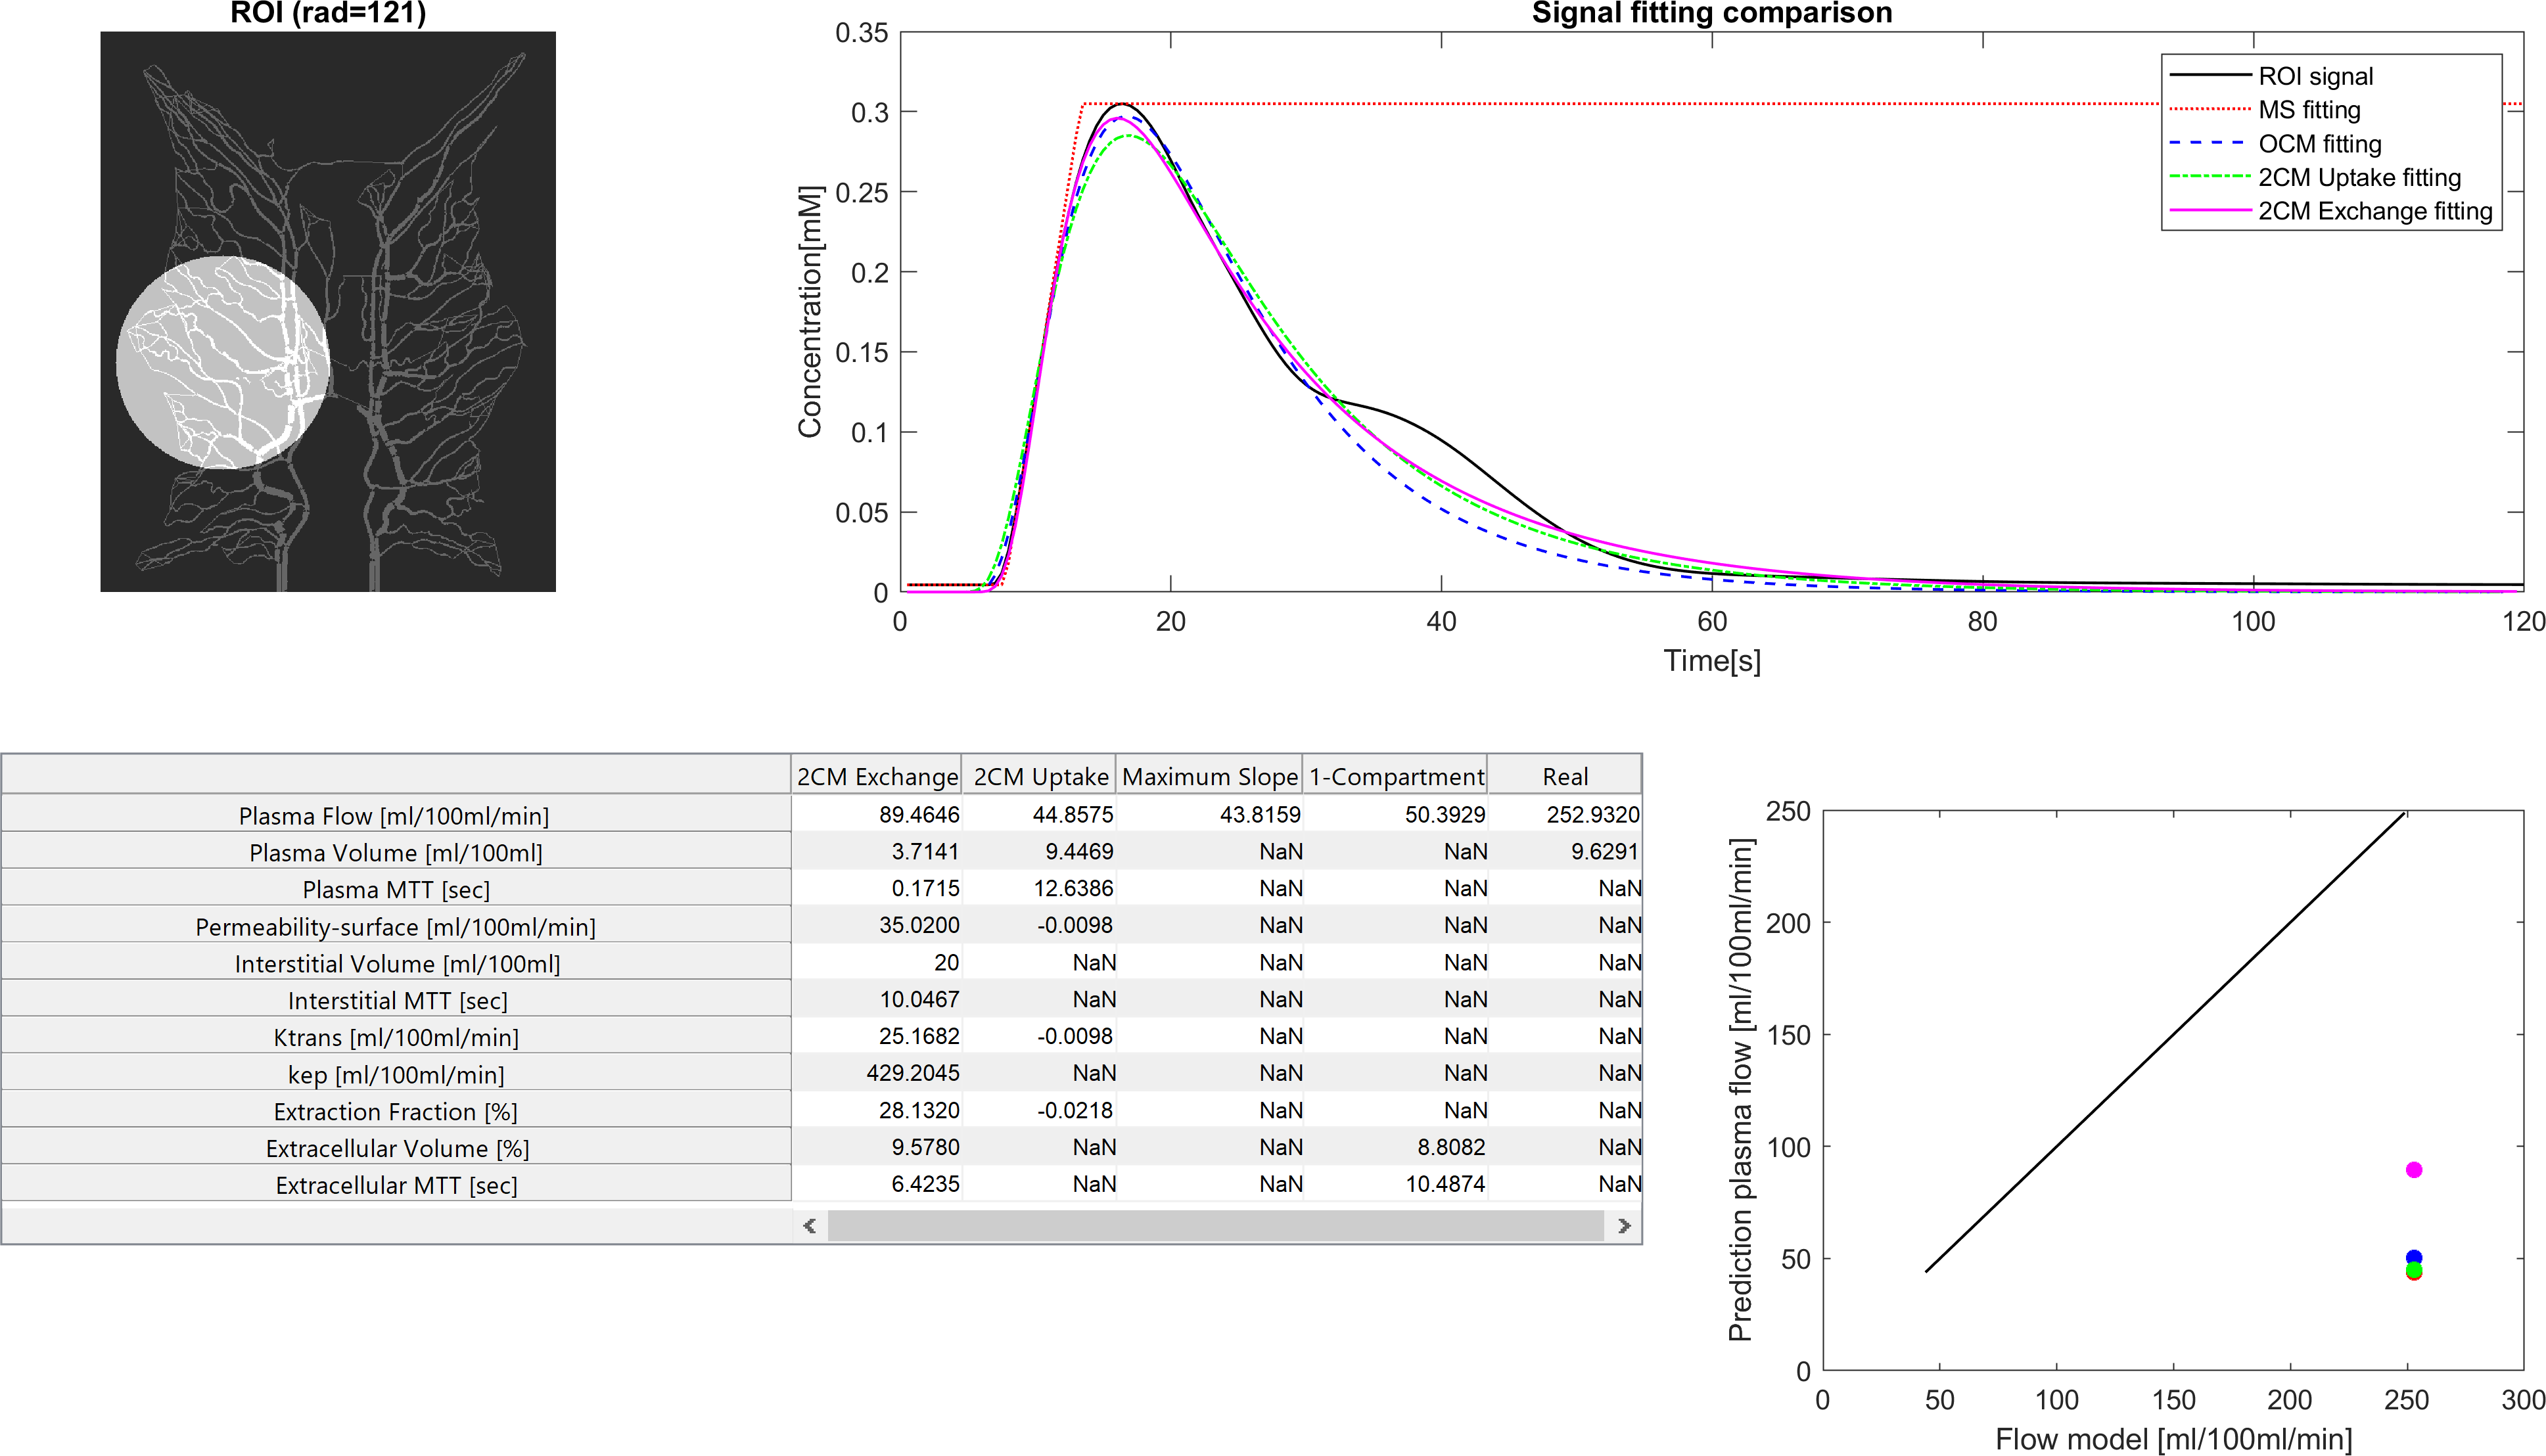 ROI (rad=121)
Signal fitting comparison
0.35
0.3
0.25
0.2
0.15
0.1
0.05
0
Concentration[mM]
0 20 40 60 80 100 120
Time[s]
ROI signal
MS fitting
OCM fitting
2CM Uptake fitting
2CM Exchange fitting
2CM Exchange 2CM Uptake Maximum Slope 1-Compartment Real
Plasma Flow [ml/100ml/min] 89.4646 44.8575 43.8159 50.3929 252.9320
Plasma Volume [ml/100ml] 3.7141 9.4469 NaN NaN 9.6291
Plasma MTT [sec] 0.1715 12.6386 NaN NaN NaN
Permeability-surface [ml/100ml/min] 35.0200 -0.0098 NaN NaN NaN
Interstitial Volume [ml/100ml] 20 NaN NaN NaN NaN
Interstitial MTT [sec] 10.0467 NaN NaN NaN NaN
Ktrans [ml/100ml/min] 25.1682 -0.0098 NaN NaN NaN
kep [ml/100ml/min] 429.2045 NaN NaN NaN NaN
Extraction Fraction [%] 28.1320 -0.0218 NaN NaN NaN
Extracellular Volume [%] 9.5780 NaN NaN 8.8082 NaN
Extracellular MTT [sec] 6.4235 NaN NaN 10.4874 NaN
250
200
150
100
50
0
Prediction plasma flow [ml/100ml/min]
0 50 100 150 200 250 300
Flow model [ml/100ml/min]